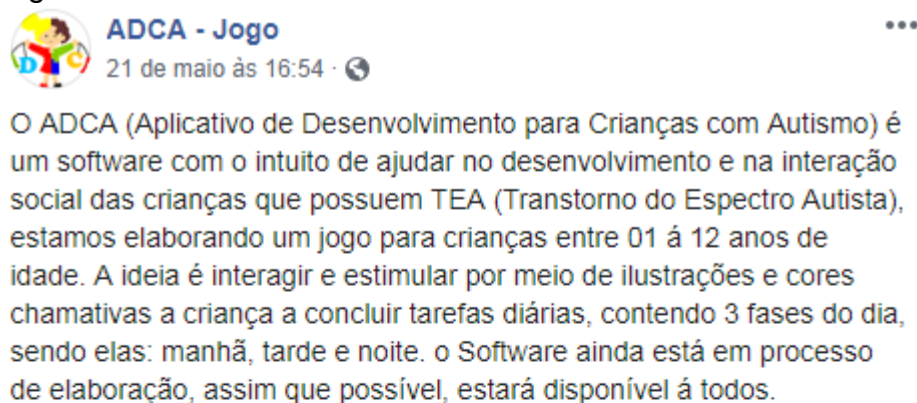 ADCA - Jogo
21 de maio às 16:54 ·
O ADCA (Aplicativo de Desenvolvimento para Crianças com Autismo) é
um software com o intuito de ajudar no desenvolvimento e na interação
social das crianças que possuem TEA (Transtorno do Espectro Autista),
estamos elaborando um jogo para crianças entre 01 á 12 anos de
idade. A ideia é interagir e estimular por meio de ilustrações e cores
chamativas a criança a concluir tarefas diárias, contendo 3 fases do dia,
sendo elas: manhã, tarde e noite. o Software ainda está em processo
de elaboração, assim que possível, estará disponível á todos.